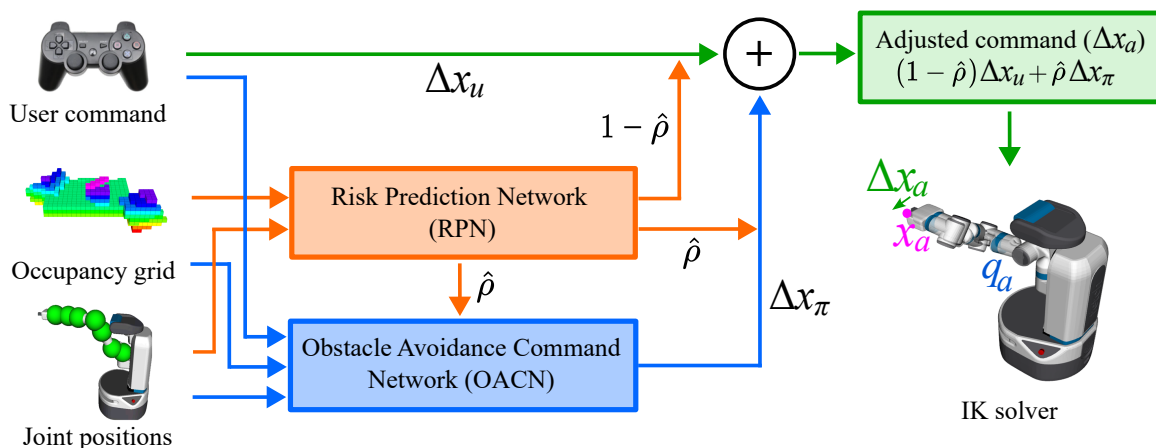 User command
Occupancy grid
Joint positions
Δx_u
1 − ρ̂
Risk Prediction Network
(RPN)
ρ̂
ρ̂
Obstacle Avoidance Command
Network (OACN)
Δx_π
+
Adjusted command (Δx_a)
(1 − ρ̂)Δx_u + ρ̂ Δx_π
Δx_a
x_a
q_a
IK solver